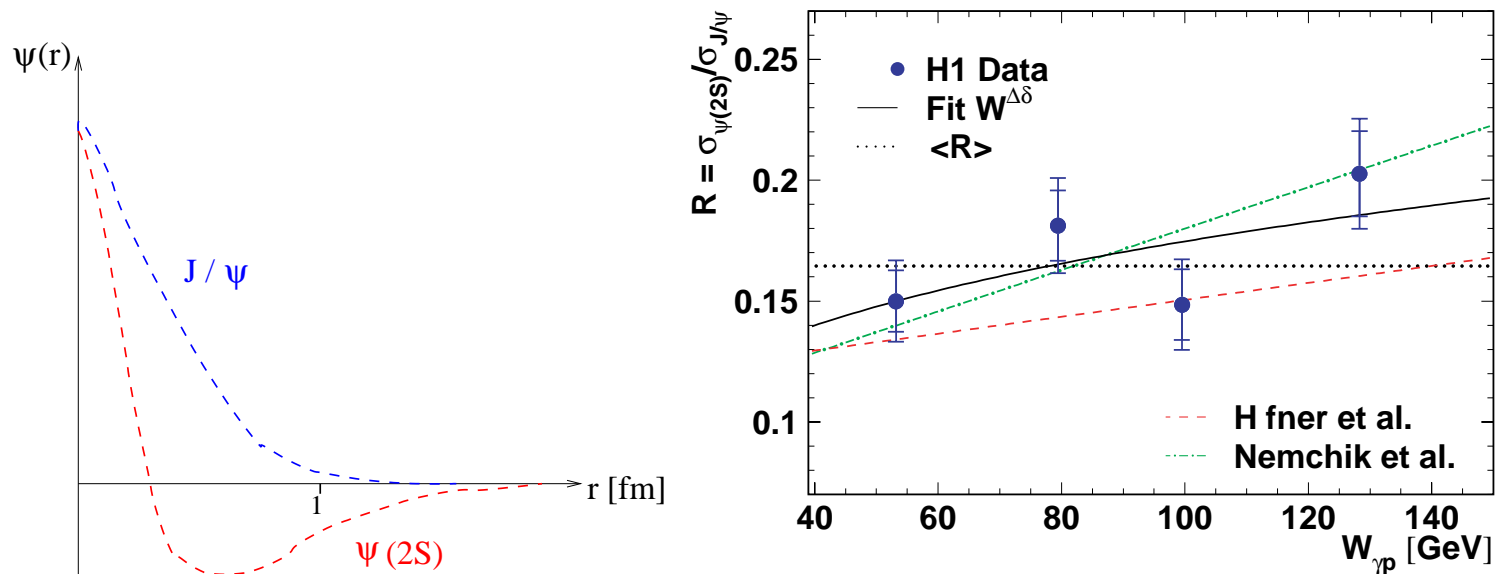 ψ(r)
J / ψ
r [fm]
1
ψ (2S)
R = σψ(2S)/σJ/ψ
0.25
0.2
0.15
0.1
H1 Data
Fit W^Δδ
<R>
H fner et al.
Nemchik et al.
40 60 80 100 120 140
Wγp [GeV]